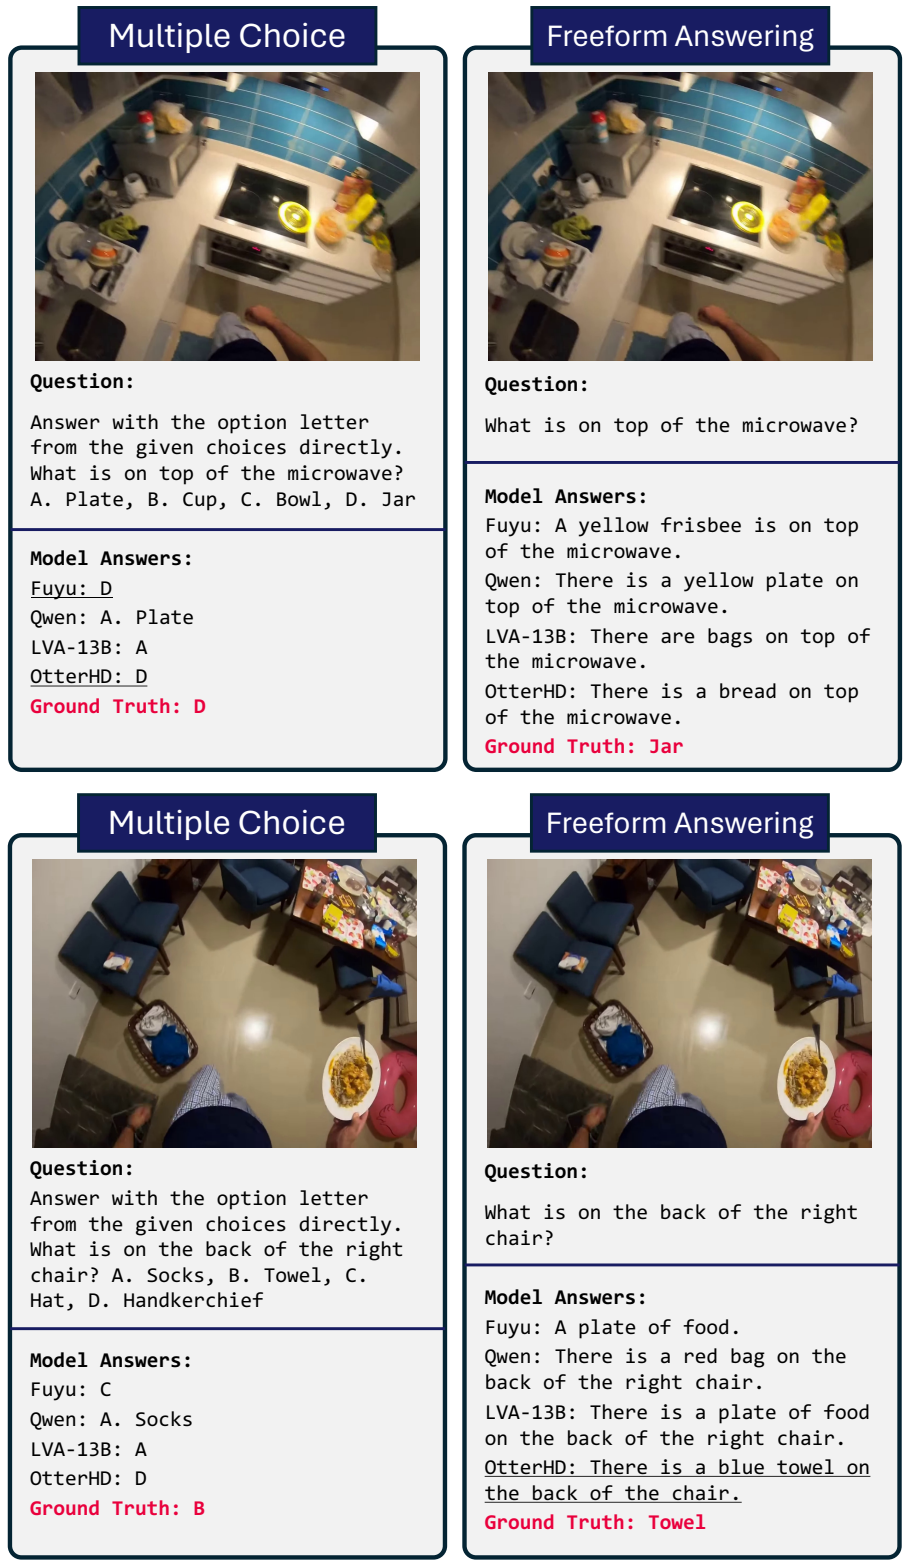 Multiple Choice
Question:
Answer with the option letter
from the given choices directly.
What is on top of the microwave?
A. Plate, B. Cup, C. Bowl, D. Jar
Model Answers:
Fuyu: D
Qwen: A. Plate
LVA-13B: A
OtterHD: D
Ground Truth: D
Freeform Answering
Question:
What is on top of the microwave?
Model Answers:
Fuyu: A yellow frisbee is on top
of the microwave.
Qwen: There is a yellow plate on
top of the microwave.
LVA-13B: There are bags on top of
the microwave.
OtterHD: There is a bread on top
of the microwave.
Ground Truth: Jar
Multiple Choice
Question:
Answer with the option letter
from the given choices directly.
What is on the back of the right
chair? A. Socks, B. Towel, C.
Hat, D. Handkerchief
Model Answers:
Fuyu: C
Qwen: A. Socks
LVA-13B: A
OtterHD: D
Ground Truth: B
Freeform Answering
Question:
What is on the back of the right
chair?
Model Answers:
Fuyu: A plate of food.
Qwen: There is a red bag on the
back of the right chair.
LVA-13B: There is a plate of food
on the back of the right chair.
OtterHD: There is a blue towel on
the back of the chair.
Ground Truth: Towel